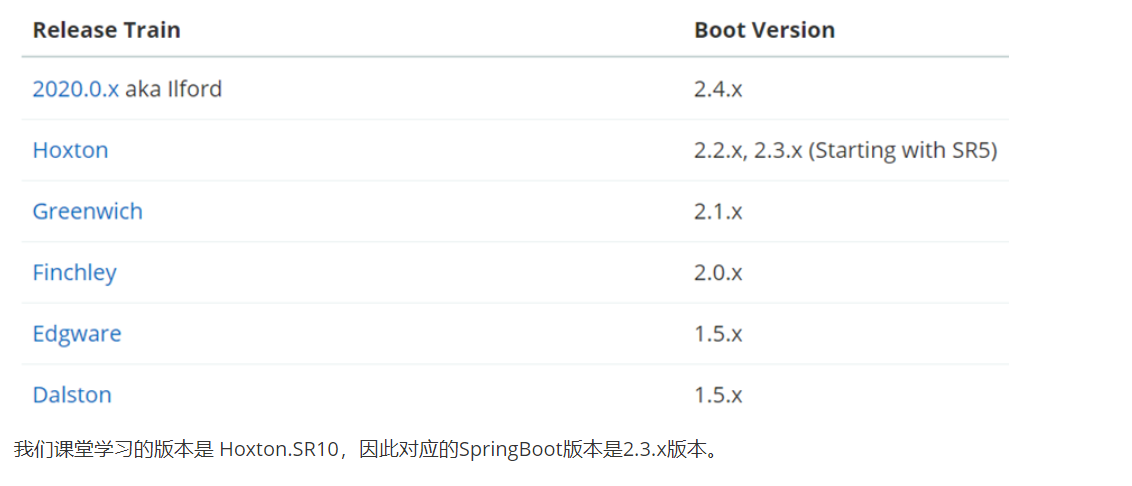 Release Train Boot Version
2020.0.x aka Ilford 2.4.x
Hoxton 2.2.x, 2.3.x (Starting with SR5)
Greenwich 2.1.x
Finchley 2.0.x
Edgware 1.5.x
Dalston 1.5.x
我们课堂学习的版本是 Hoxton.SR10，因此对应的SpringBoot版本是2.3.x版本。